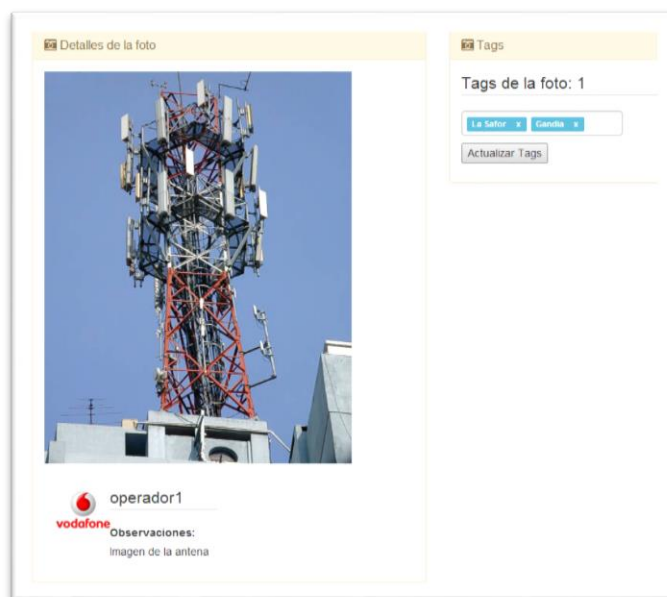 Detalles de la foto
vodafone
operador1
Observaciones:
Imagen de la antena
Tags
Tags de la foto: 1
La Safor x Gandia x
Actualizar Tags